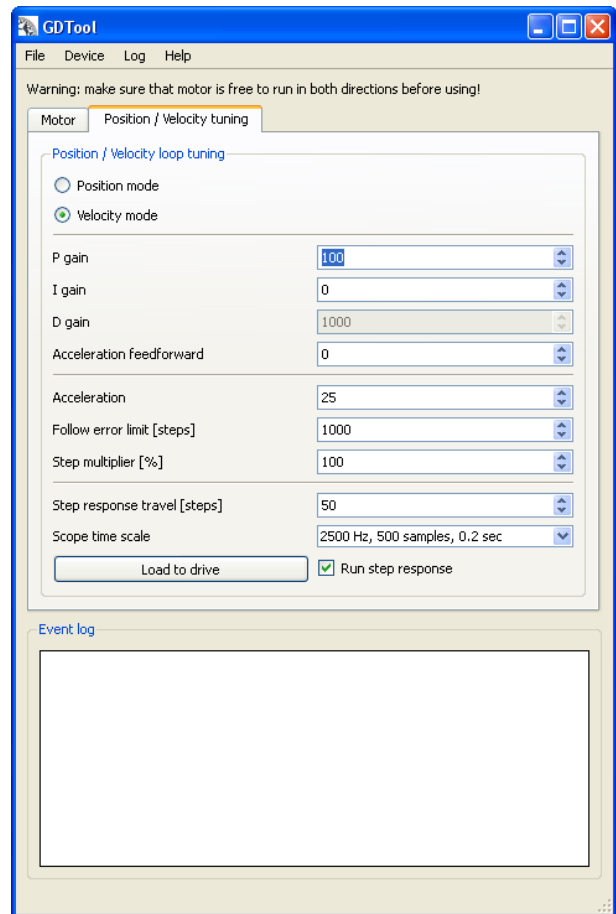 GDTool
File Device Log Help
Warning: make sure that motor is free to run in both directions before using!
Motor Position / Velocity tuning
Position / Velocity loop tuning
Position mode
Velocity mode
P gain 100
I gain 0
D gain 1000
Acceleration feedforward 0
Acceleration 25
Follow error limit [steps] 1000
Step multiplier [%] 100
Step response travel [steps] 50
Scope time scale 2500 Hz, 500 samples, 0.2 sec
Load to drive Run step response
Event log